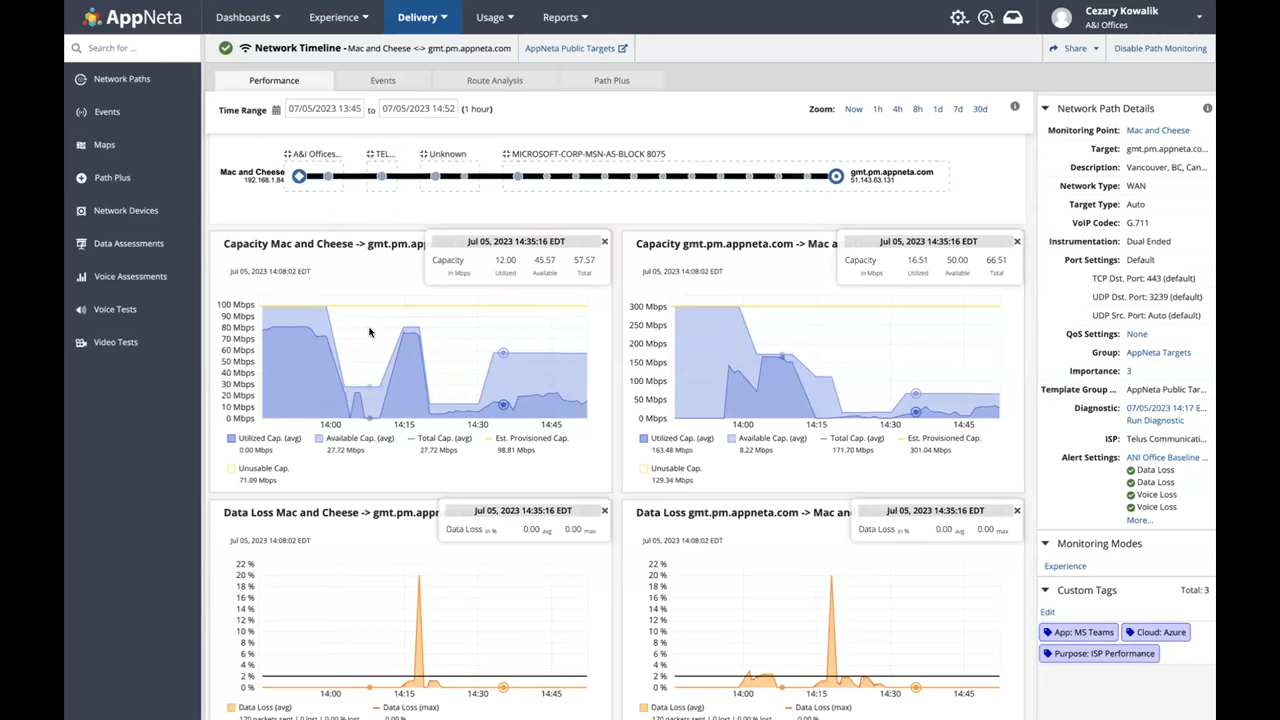 AppNeta
Dashboards
Experience
Delivery
Usage
Reports
Cezary Kowalik
A&I Offices
Search for ...
Network Timeline - Mac and Cheese <-> gmt.pm.appneta.com
AppNeta Public Targets
Share
Disable Path Monitoring
Network Paths
Events
Maps
Path Plus
Network Devices
Data Assessments
Voice Assessments
Voice Tests
Video Tests
Performance
Events
Route Analysis
Path Plus
Time Range 07/05/2023 13:45 to 07/05/2023 14:52 (1 hour)
Zoom: Now 1h 4h 8h 1d 7d 30d
A&I Offices...
TEL...
Unknown
MICROSOFT-CORP-MSN-AS-BLOCK 8075
Mac and Cheese
192.168.1.84
gmt.pm.appneta.com
51.143.63.131
Capacity Mac and Cheese -> gmt.pm.app
Jul 05, 2023 14:35:16 EDT
Capacity 12.00 45.57 57.57
in Mbps Utilized Available Total
Jul 05, 2023 14:08:02 EDT
100 Mbps
90 Mbps
80 Mbps
70 Mbps
60 Mbps
50 Mbps
40 Mbps
30 Mbps
20 Mbps
10 Mbps
0 Mbps
14:00 14:15 14:30 14:45
Utilized Cap. (avg) Available Cap. (avg) Total Cap. (avg) Est. Provisioned Cap.
0.00 Mbps 27.72 Mbps 27.72 Mbps 98.81 Mbps
Unusable Cap.
71.09 Mbps
Capacity gmt.pm.appneta.com -> Mac a
Jul 05, 2023 14:35:16 EDT
Capacity 16.51 50.00 66.51
in Mbps Utilized Available Total
Jul 05, 2023 14:08:02 EDT
300 Mbps
250 Mbps
200 Mbps
150 Mbps
100 Mbps
50 Mbps
0 Mbps
14:00 14:15 14:30 14:45
Utilized Cap. (avg) Available Cap. (avg) Total Cap. (avg) Est. Provisioned Cap.
163.48 Mbps 8.22 Mbps 171.70 Mbps 301.04 Mbps
Unusable Cap.
129.34 Mbps
Data Loss Mac and Cheese -> gmt.pm.app
Jul 05, 2023 14:35:16 EDT
Data Loss in % 0.00 avg 0.00 max
Jul 05, 2023 14:08:02 EDT
22 %
20 %
18 %
16 %
14 %
12 %
10 %
8 %
6 %
4 %
2 %
0 %
14:00 14:15 14:30 14:45
Data Loss (avg) Data Loss (max)
170 packets sent | 0 lost | 0.00 % lost 0.00 %
Data Loss gmt.pm.appneta.com -> Mac an
Jul 05, 2023 14:35:16 EDT
Data Loss in % 0.00 avg 0.00 max
Jul 05, 2023 14:08:02 EDT
22 %
20 %
18 %
16 %
14 %
12 %
10 %
8 %
6 %
4 %
2 %
0 %
14:00 14:15 14:30 14:45
Data Loss (avg) Data Loss (max)
170 packets sent | 0 lost | 0.00 % lost 0.00 %
Network Path Details
Monitoring Point: Mac and Cheese
Target: gmt.pm.appneta.co...
Description: Vancouver, BC, Can...
Network Type: WAN
Target Type: Auto
VoIP Codec: G.711
Instrumentation: Dual Ended
Port Settings: Default
TCP Dst. Port: 443 (default)
UDP Dst. Port: 3239 (default)
UDP Src. Port: Auto (default)
QoS Settings: None
Group: AppNeta Targets
Importance: 3
Template Group ... AppNeta Public Tar...
Diagnostic: 07/05/2023 14:17 E...
Run Diagnostic
ISP: Telus Communicati...
Alert Settings: ANI Office Baseline ...
Data Loss
Data Loss
Voice Loss
Voice Loss
More...
Monitoring Modes
Experience
Custom Tags Total: 3
Edit
App: MS Teams
Cloud: Azure
Purpose: ISP Performance